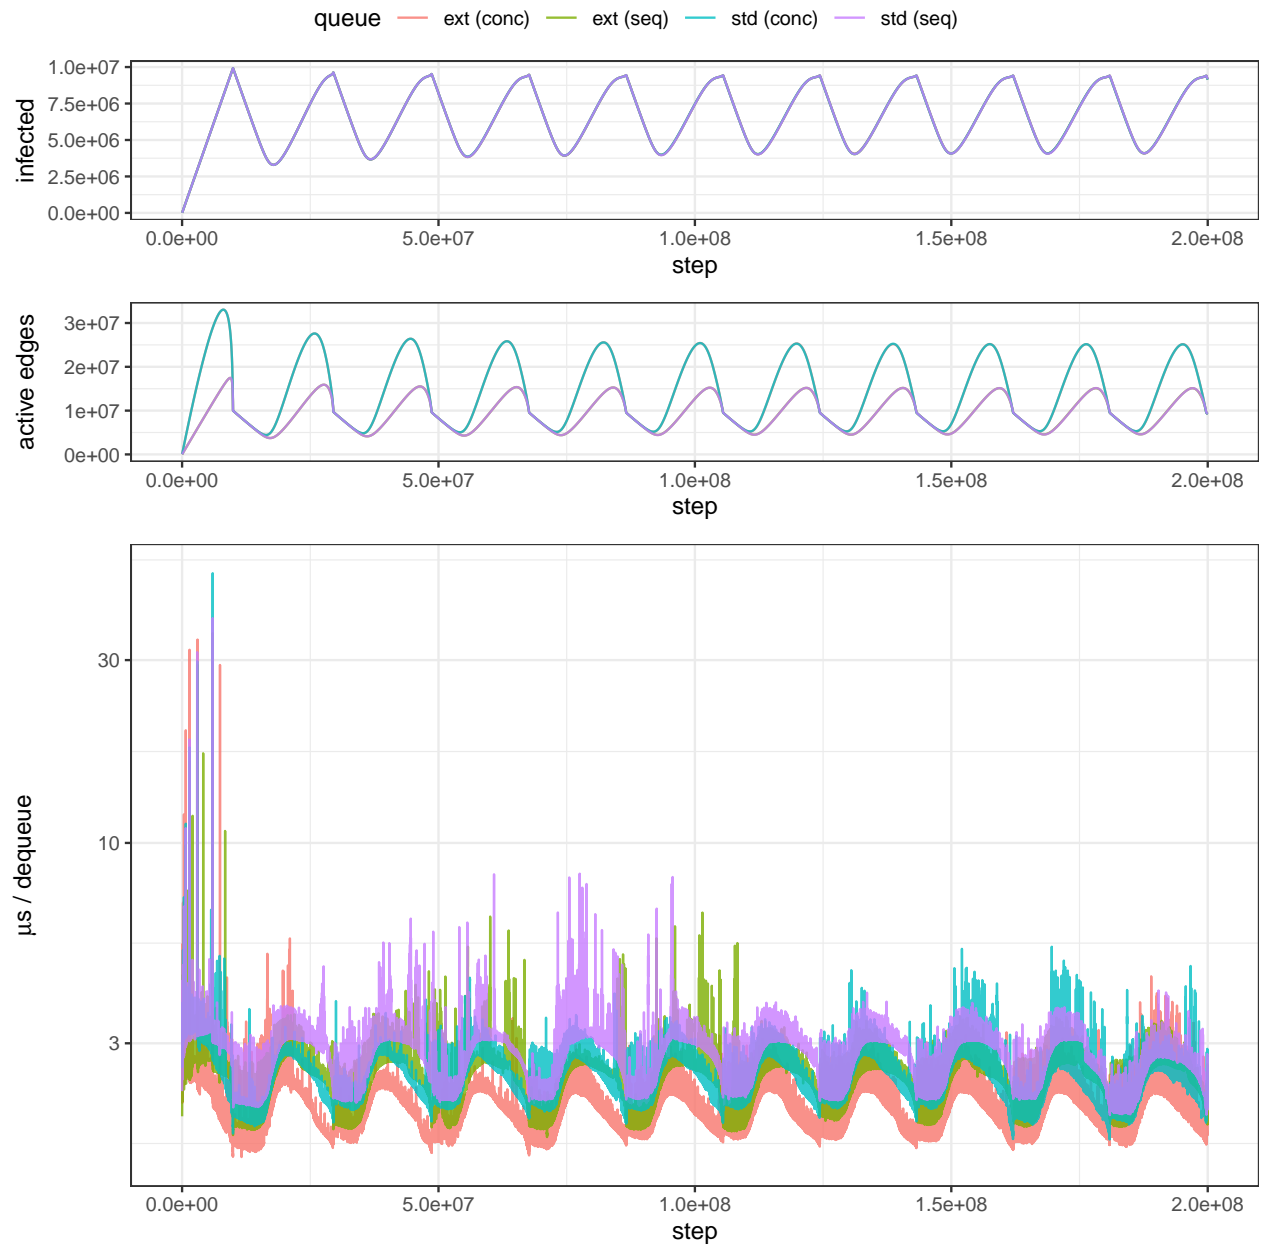 queue ext (conc) ext (seq) std (conc) std (seq)
infected
1.0e+07
7.5e+06
5.0e+06
2.5e+06
0.0e+00
0.0e+00 5.0e+07 1.0e+08 1.5e+08 2.0e+08
step
active edges
3e+07
2e+07
1e+07
0e+00
0.0e+00 5.0e+07 1.0e+08 1.5e+08 2.0e+08
step
µs / dequeue
30
10
3
0.0e+00 5.0e+07 1.0e+08 1.5e+08 2.0e+08
step